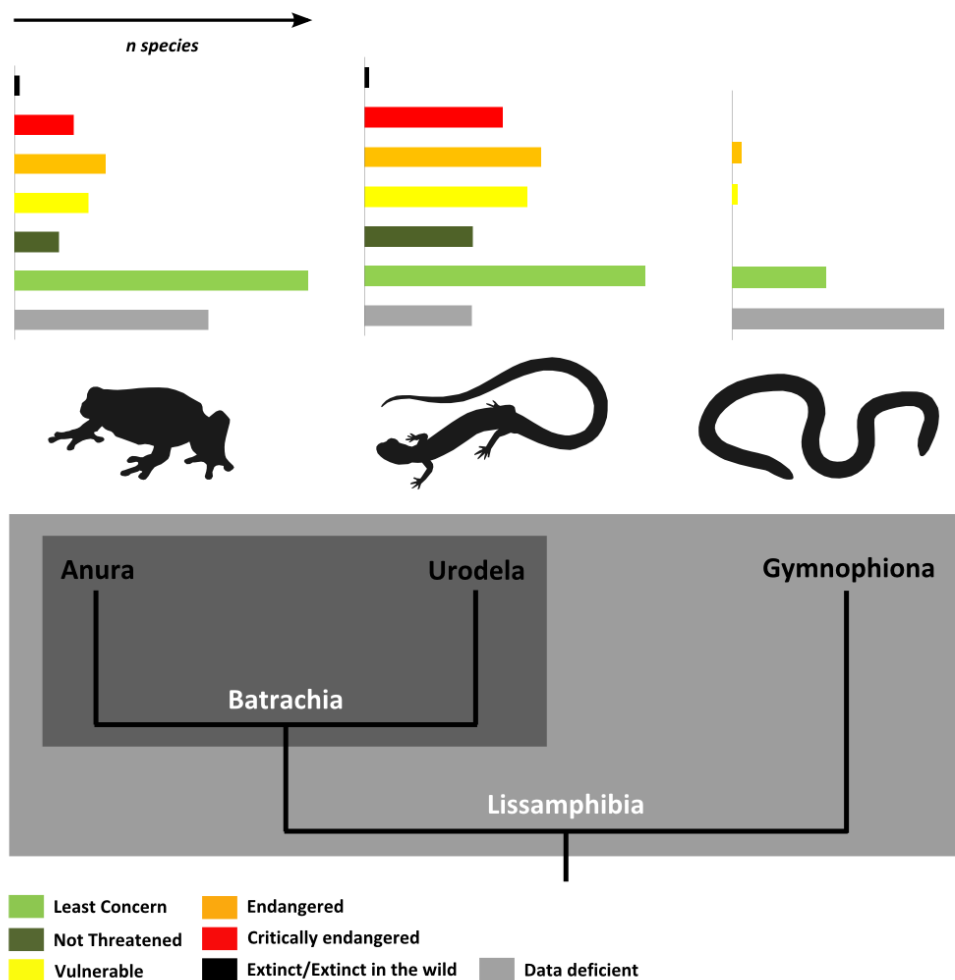 n species
Anura
Urodela
Gymnophiona
Batrachia
Lissamphibia
Least Concern
Endangered
Not Threatened
Critically endangered
Vulnerable
Extinct/Extinct in the wild
Data deficient